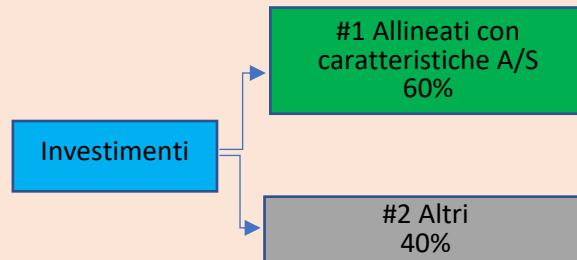 #1 Allineati con
caratteristiche A/S
60%
Investimenti
#2 Altri
40%